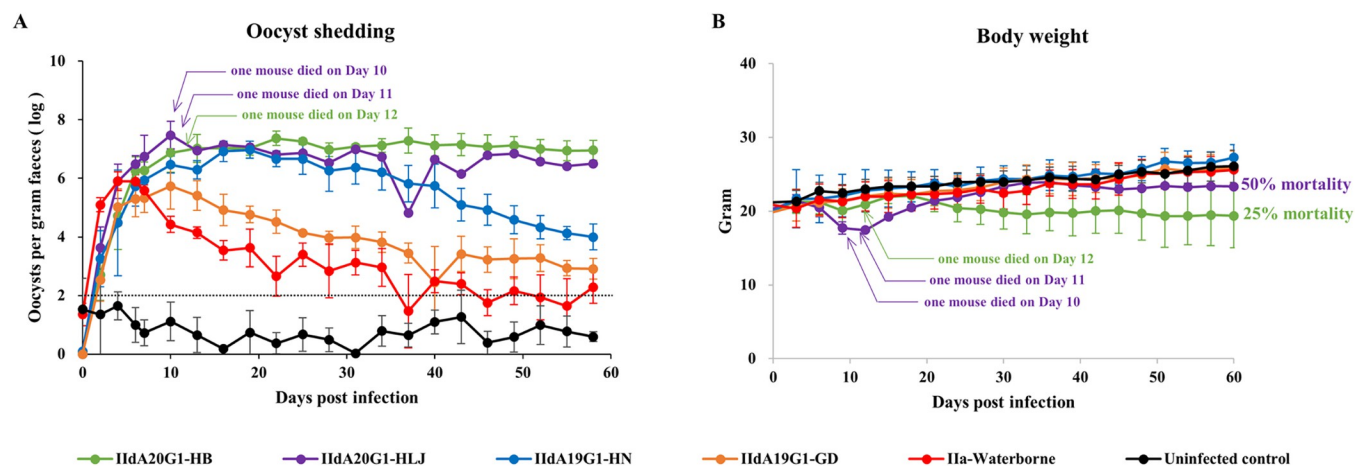 A
Oocyst shedding
Oocysts per gram faeces ( log )
10
8
6
4
2
0
one mouse died on Day 10
one mouse died on Day 11
one mouse died on Day 12
0
10
20
30
40
50
60
Days post infection
B
Body weight
Gram
40
30
20
10
0
50% mortality
25% mortality
one mouse died on Day 12
one mouse died on Day 11
one mouse died on Day 10
0
10
20
30
40
50
60
Days post infection
IIdA20G1-HB
IIdA20G1-HLJ
IIdA19G1-HN
IIdA19G1-GD
IIa-Waterborne
Uninfected control